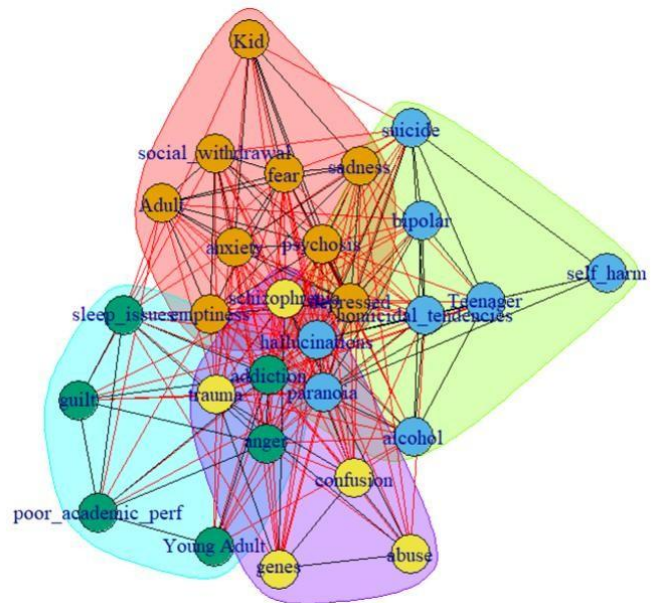 Kid
suicide
social_withdrawal
fear
sadness
Adult
bipolar
anxiety
psychosis
self_harm
schizophrenia
depressed
Teenager
sleep_issues
emptiness
homicidal_tendencies
hallucinations
addiction
guilt
trauma
paranoia
anger
alcohol
confusion
poor_academic_perf
Young Adult
genes
abuse